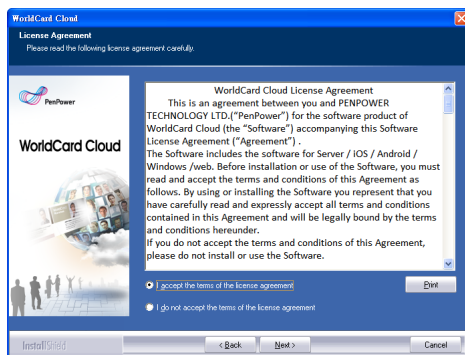 WorldCard Cloud
License Agreement
Please read the following license agreement carefully.
PenPower
WorldCard Cloud
WorldCard Cloud License Agreement
This is an agreement between you and PENPOWER
TECHNOLOGY LTD.("PenPower") for the software product of
WorldCard Cloud (the "Software") accompanying this Software
License Agreement ("Agreement") .
The Software includes the software for Server / iOS / Android /
Windows /web. Before installation or use of the Software, you must
read and accept the terms and conditions of this Agreement as
follows. By using or installing the Software you represent that you
have carefully read and expressly accept all terms and conditions
contained in this Agreement and will be legally bound by the terms
and conditions hereunder.
If you do not accept the terms and conditions of this Agreement,
please do not install or use the Software.
I accept the terms of the license agreement
Print
I do not accept the terms of the license agreement
InstallShield
< Back
Next >
Cancel